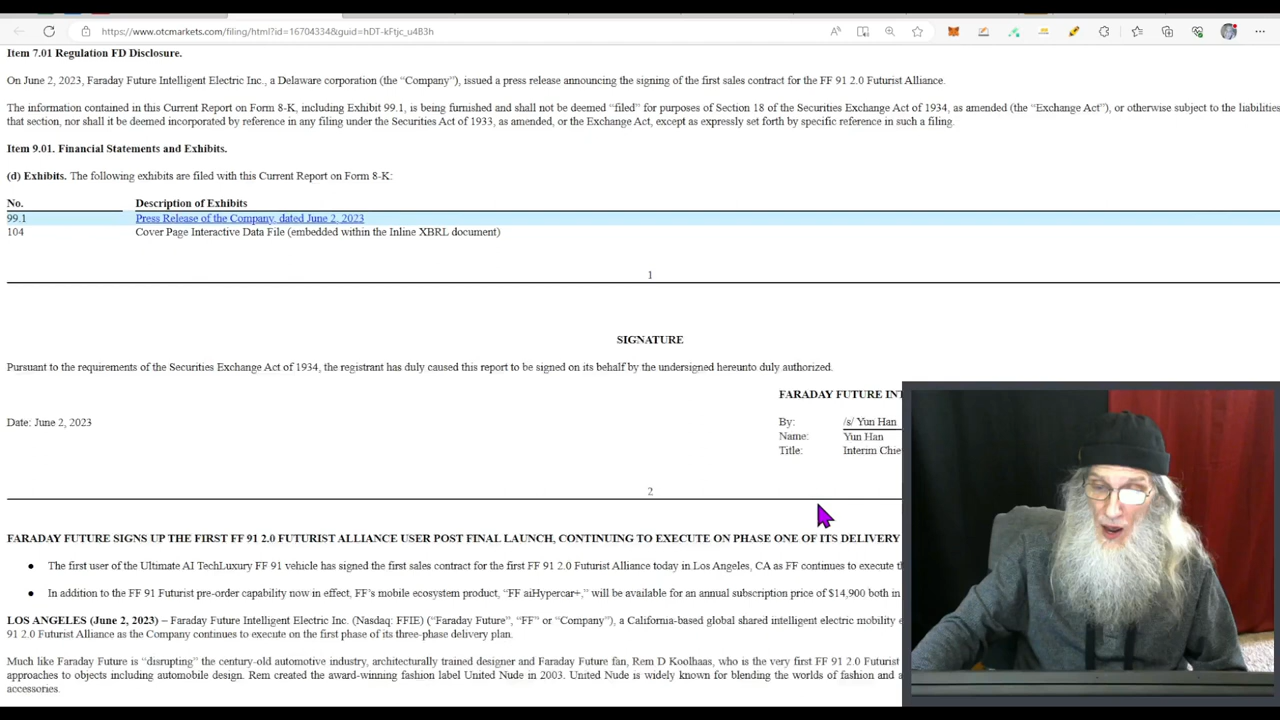 https://www.otcmarkets.com/filing/html?id=16704334&guid=hDT-kFtjc_u4B3h
Item 7.01 Regulation FD Disclosure.
On June 2, 2023, Faraday Future Intelligent Electric Inc., a Delaware corporation (the “Company”), issued a press release announcing the signing of the first sales contract for the FF 91 2.0 Futurist Alliance.
The information contained in this Current Report on Form 8-K, including Exhibit 99.1, is being furnished and shall not be deemed “filed” for purposes of Section 18 of the Securities Exchange Act of 1934, as amended (the “Exchange Act”), or otherwise subject to the liabilities
that section, nor shall it be deemed incorporated by reference in any filing under the Securities Act of 1933, as amended, or the Exchange Act, except as expressly set forth by specific reference in such a filing.
Item 9.01. Financial Statements and Exhibits.
(d) Exhibits. The following exhibits are filed with this Current Report on Form 8-K:
No. Description of Exhibits
99.1 Press Release of the Company, dated June 2, 2023
104 Cover Page Interactive Data File (embedded within the Inline XBRL document)
1
SIGNATURE
Pursuant to the requirements of the Securities Exchange Act of 1934, the registrant has duly caused this report to be signed on its behalf by the undersigned hereunto duly authorized.
FARADAY FUTURE INT
Date: June 2, 2023 By: /s/ Yun Han
Name: Yun Han
Title: Interim Chie
2
FARADAY FUTURE SIGNS UP THE FIRST FF 91 2.0 FUTURIST ALLIANCE USER POST FINAL LAUNCH, CONTINUING TO EXECUTE ON PHASE ONE OF ITS DELIVERY
● The first user of the Ultimate AI TechLuxury FF 91 vehicle has signed the first sales contract for the first FF 91 2.0 Futurist Alliance today in Los Angeles, CA as FF continues to execute th
● In addition to the FF 91 Futurist pre-order capability now in effect, FF’s mobile ecosystem product, “FF aiHypercar+,” will be available for an annual subscription price of $14,900 both in
LOS ANGELES (June 2, 2023) – Faraday Future Intelligent Electric Inc. (Nasdaq: FFIE) (“Faraday Future”, “FF” or “Company”), a California-based global shared intelligent electric mobility e
91 2.0 Futurist Alliance as the Company continues to execute on the first phase of its three-phase delivery plan.
Much like Faraday Future is “disrupting” the century-old automotive industry, architecturally trained designer and Faraday Future fan, Rem D Koolhaas, who is the very first FF 91 2.0 Futurist
approaches to objects including automobile design. Rem created the award-winning fashion label United Nude in 2003. United Nude is widely known for blending the worlds of fashion and a
accessories.